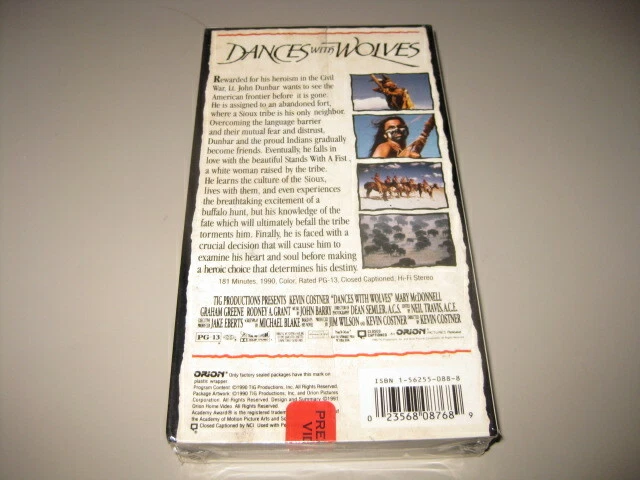 DANCES WITH WOLVES
Rewarded for his heroism in the Civil
War, Lt. John Dunbar wants to see the
American frontier before it is gone.
He is assigned to an abandoned fort,
where a Sioux tribe is his only neighbor.
Overcoming the language barrier
and their mutual fear and distrust,
Dunbar and the proud Indians gradually
become friends. Eventually, he falls in
love with the beautiful Stands With A Fist,
a white woman raised by the tribe.
He learns the culture of the Sioux,
lives with them, and even experiences
the breathtaking excitement of a
buffalo hunt, but his knowledge of the
fate which will ultimately befall the tribe
torments him. Finally, he is faced with a
crucial decision that will cause him to
examine his heart and soul before making
a heroic choice that determines his destiny.
181 Minutes, 1990, Color, Rated PG-13, Closed Captioned, Hi-Fi Stereo
TIG PRODUCTIONS PRESENTS KEVIN COSTNER "DANCES WITH WOLVES" MARY McDONNELL
GRAHAM GREENE RODNEY A. GRANT JOHN BARRY DEAN SEMLER, A.C.S. NEIL TRAVIS, A.C.E.
JAKE EBERTS MICHAEL BLAKE JIM WILSON AND KEVIN COSTNER KEVIN COSTNER
PG-13 ORION
ORION Only factory sealed packages have this mark on
plastic wrapper
Program Content: ©1990 TIG Productions, Inc. All Rights Reserved.
Package Artwork: ©1990 TIG Productions, Inc. and Orion Pictures
Corporation. All Rights Reserved. Design and Summary ©1991
Orion Home Video. All Rights Reserved
Academy Award® is the registered
the Academy of Motion Picture Arts and
Closed Captioned by NCI. Used with
PRE
VI
ISBN 1-56255-088-8
0 23568 08768 9